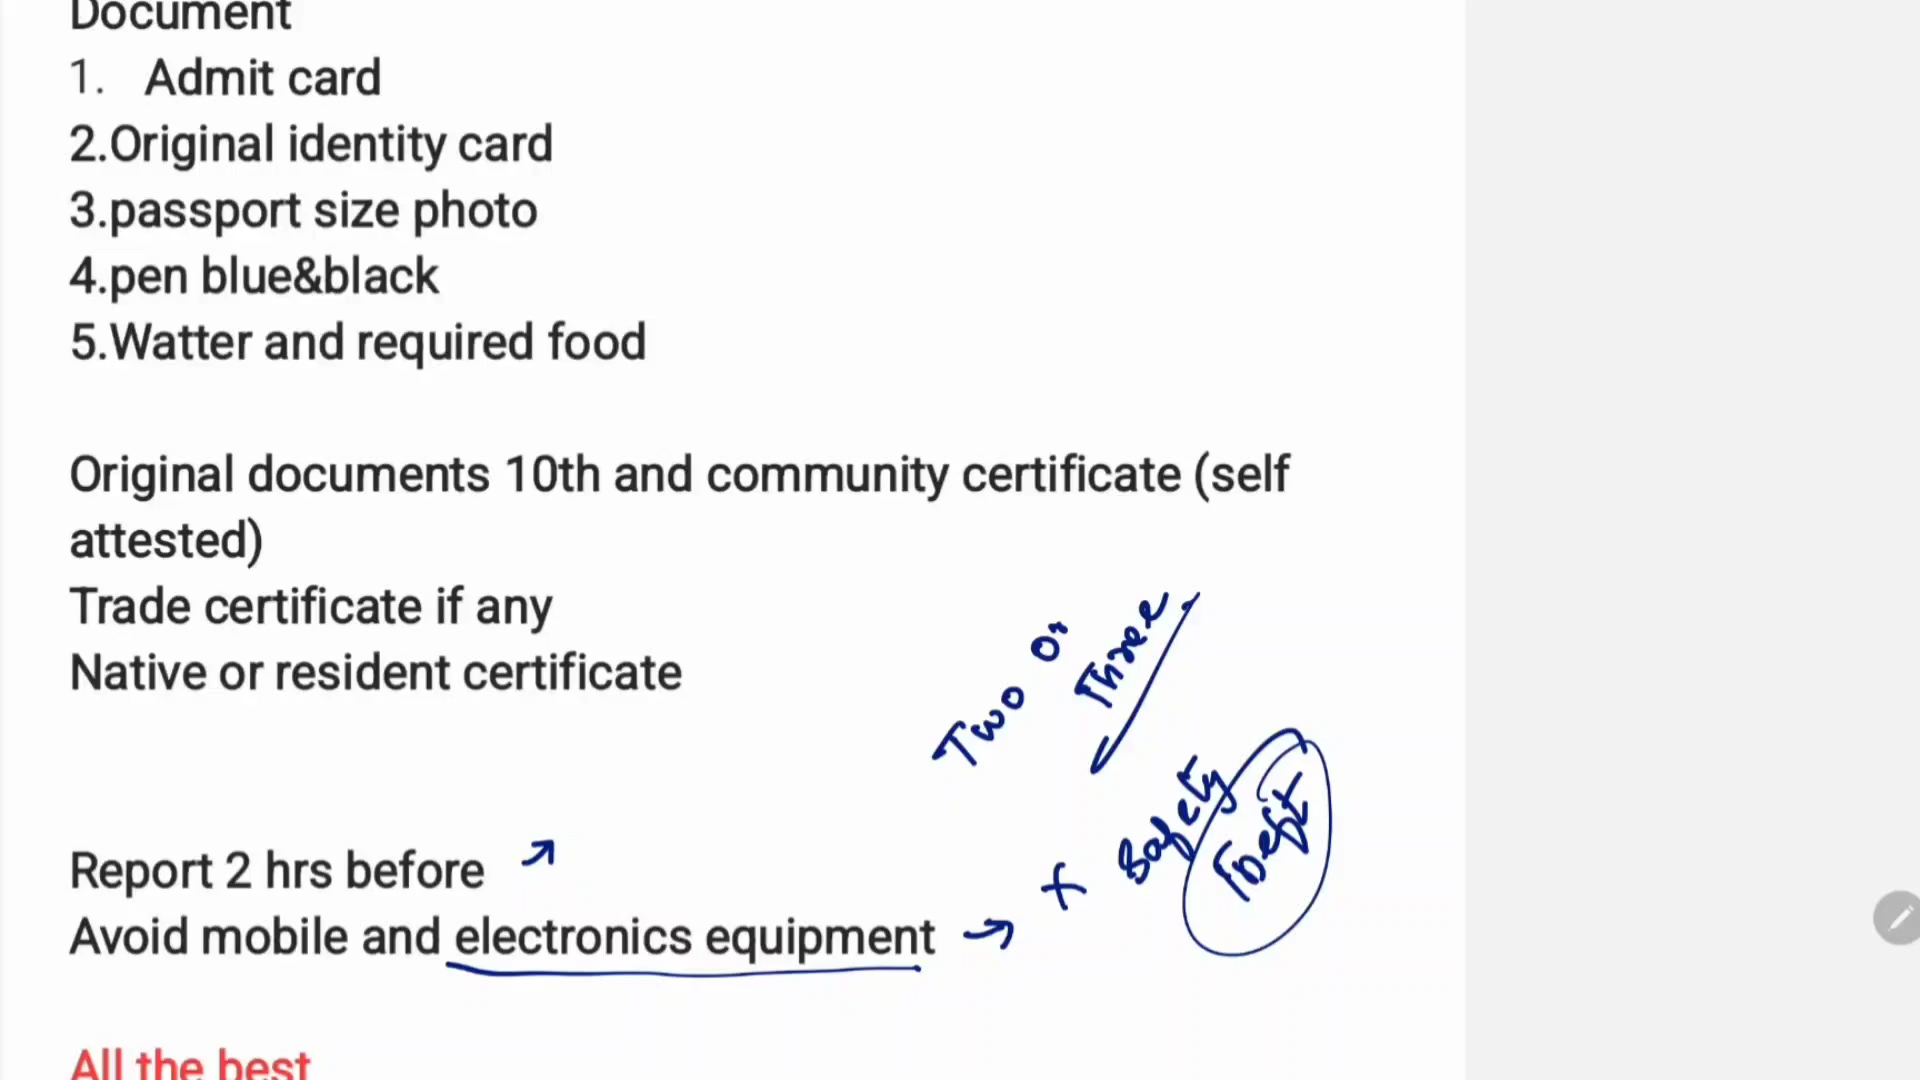 Document
1. Admit card
2.Original identity card
3.passport size photo
4.pen blue&black
5.Watter and required food
Original documents 10th and community certificate (self
attested)
Trade certificate if any
Native or resident certificate
Two or
Three
Safety
Report 2 hrs before
Avoid mobile and electronics equipment
All the best